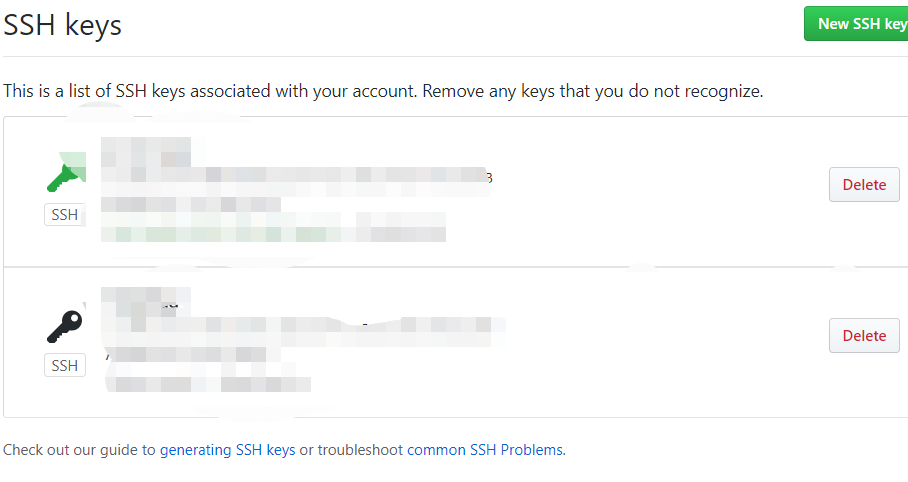 SSH keys
New SSH key
This is a list of SSH keys associated with your account. Remove any keys that you do not recognize.
Delete
SSH
Delete
SSH
Check out our guide to generating SSH keys or troubleshoot common SSH Problems.